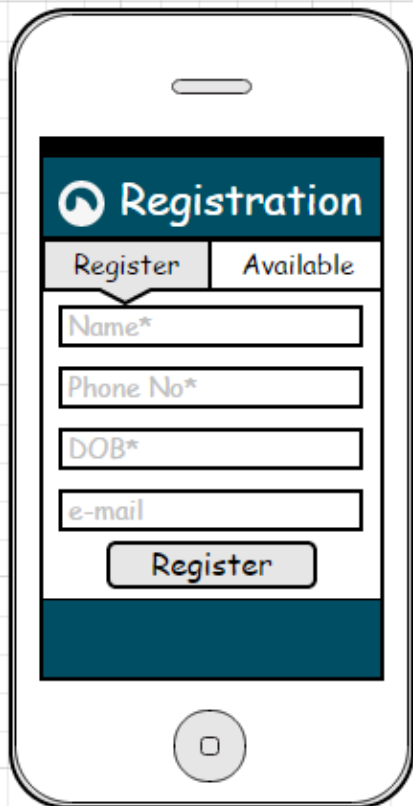 Registration
Register Available
Name*
Phone No*
DOB*
e-mail
Register